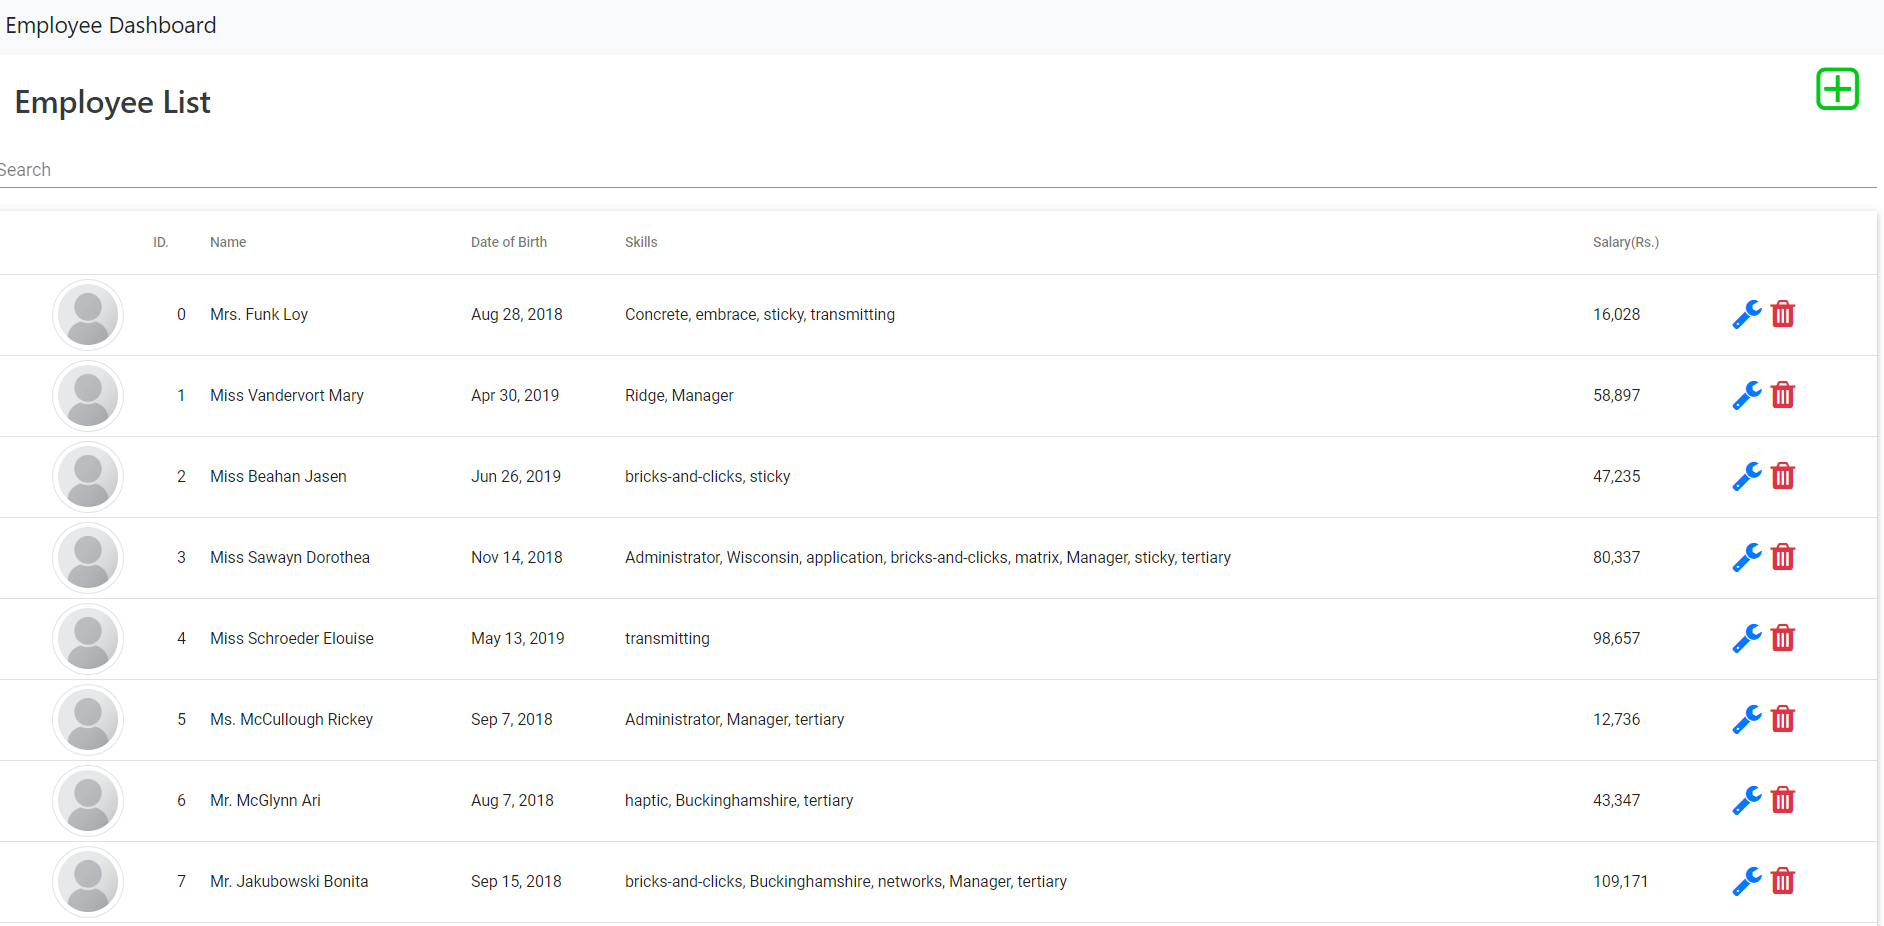 Employee Dashboard
Employee List
Search
ID. Name Date of Birth Skills Salary(Rs.)
0 Mrs. Funk Loy Aug 28, 2018 Concrete, embrace, sticky, transmitting 16,028
1 Miss Vandervort Mary Apr 30, 2019 Ridge, Manager 58,897
2 Miss Beahan Jasen Jun 26, 2019 bricks-and-clicks, sticky 47,235
3 Miss Sawayn Dorothea Nov 14, 2018 Administrator, Wisconsin, application, bricks-and-clicks, matrix, Manager, sticky, tertiary 80,337
4 Miss Schroeder Elouise May 13, 2019 transmitting 98,657
5 Ms. McCullough Rickey Sep 7, 2018 Administrator, Manager, tertiary 12,736
6 Mr. McGlynn Ari Aug 7, 2018 haptic, Buckinghamshire, tertiary 43,347
7 Mr. Jakubowski Bonita Sep 15, 2018 bricks-and-clicks, Buckinghamshire, networks, Manager, tertiary 109,171